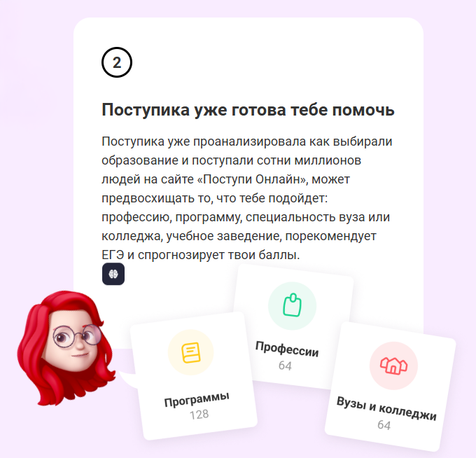 2
Поступика уже готова тебе помочь
Поступика уже проанализировала как выбирали
образование и поступали сотни миллионов
людей на сайте «Поступи Онлайн», может
предвосхищать то, что тебе подойдет:
профессию, программу, специальность вуза или
колледжа, учебное заведение, порекомендует
ЕГЭ и спрогнозирует твои баллы.
Профессии
64
Программы
128
Вузы и колледжи
64